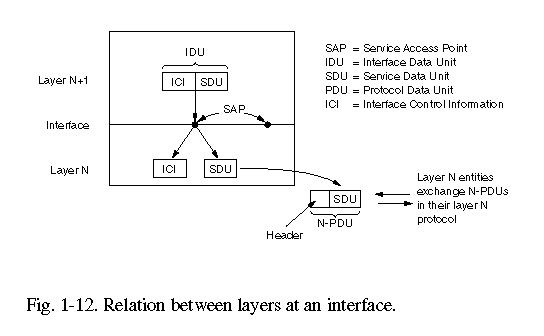 IDU
ICI SDU
SAP
Layer N+1
Interface
Layer N
ICI
SDU
SAP = Service Access Point
IDU = Interface Data Unit
SDU = Service Data Unit
PDU = Protocol Data Unit
ICI = Interface Control Information
SDU
N-PDU
Header
Layer N entities
exchange N-PDUs
in their layer N
protocol
Fig. 1-12. Relation between layers at an interface.